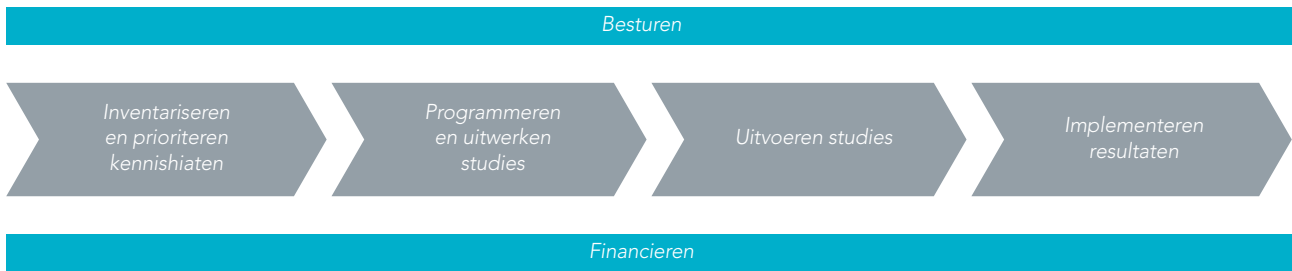 Besturen
Inventariseren
en prioriteren
kennishiaten
Programmeren
en uitwerken
studies
Uitvoeren studies
Implementeren
resultaten
Financieren